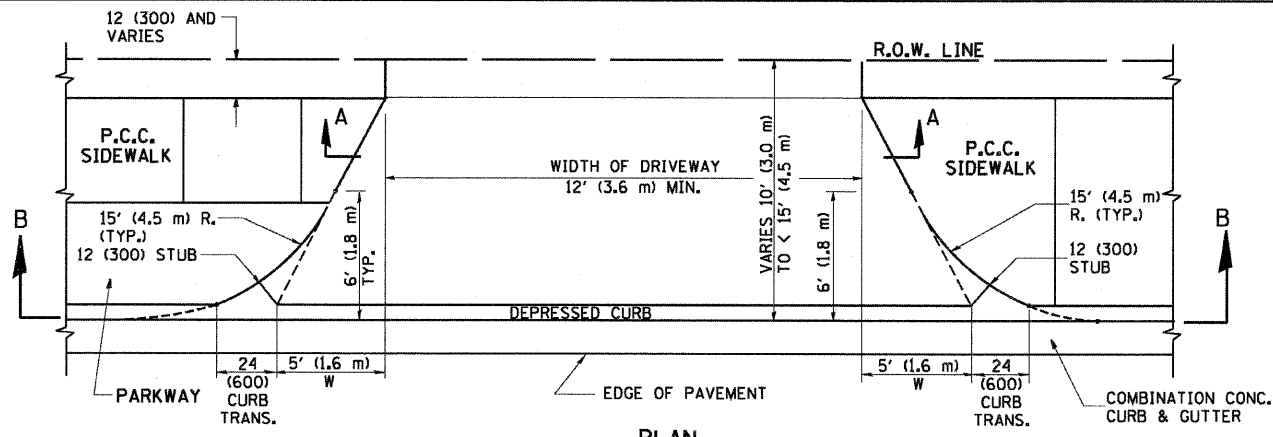 12 (300) AND
VARIES
R.O.W. LINE
P.C.C.
SIDEWALK
A
A
P.C.C.
SIDEWALK
WIDTH OF DRIVEWAY
12' (3.6 m) MIN.
VARIES 10' (3.0 m)
TO < 15' (4.5 m)
B
15' (4.5 m) R.
(TYP.)
12 (300) STUB
6' (1.8 m)
TYP.
6' (1.8 m)
15' (4.5 m)
R. (TYP.)
12 (300)
STUB
B
DEPRESSED CURB
PARKWAY
24
(600)
CURB
TRANS.
5' (1.6 m)
W
EDGE OF PAVEMENT
5' (1.6 m)
W
24
(600)
CURB
TRANS.
COMBINATION CONC.
CURB & GUTTER
PLAN